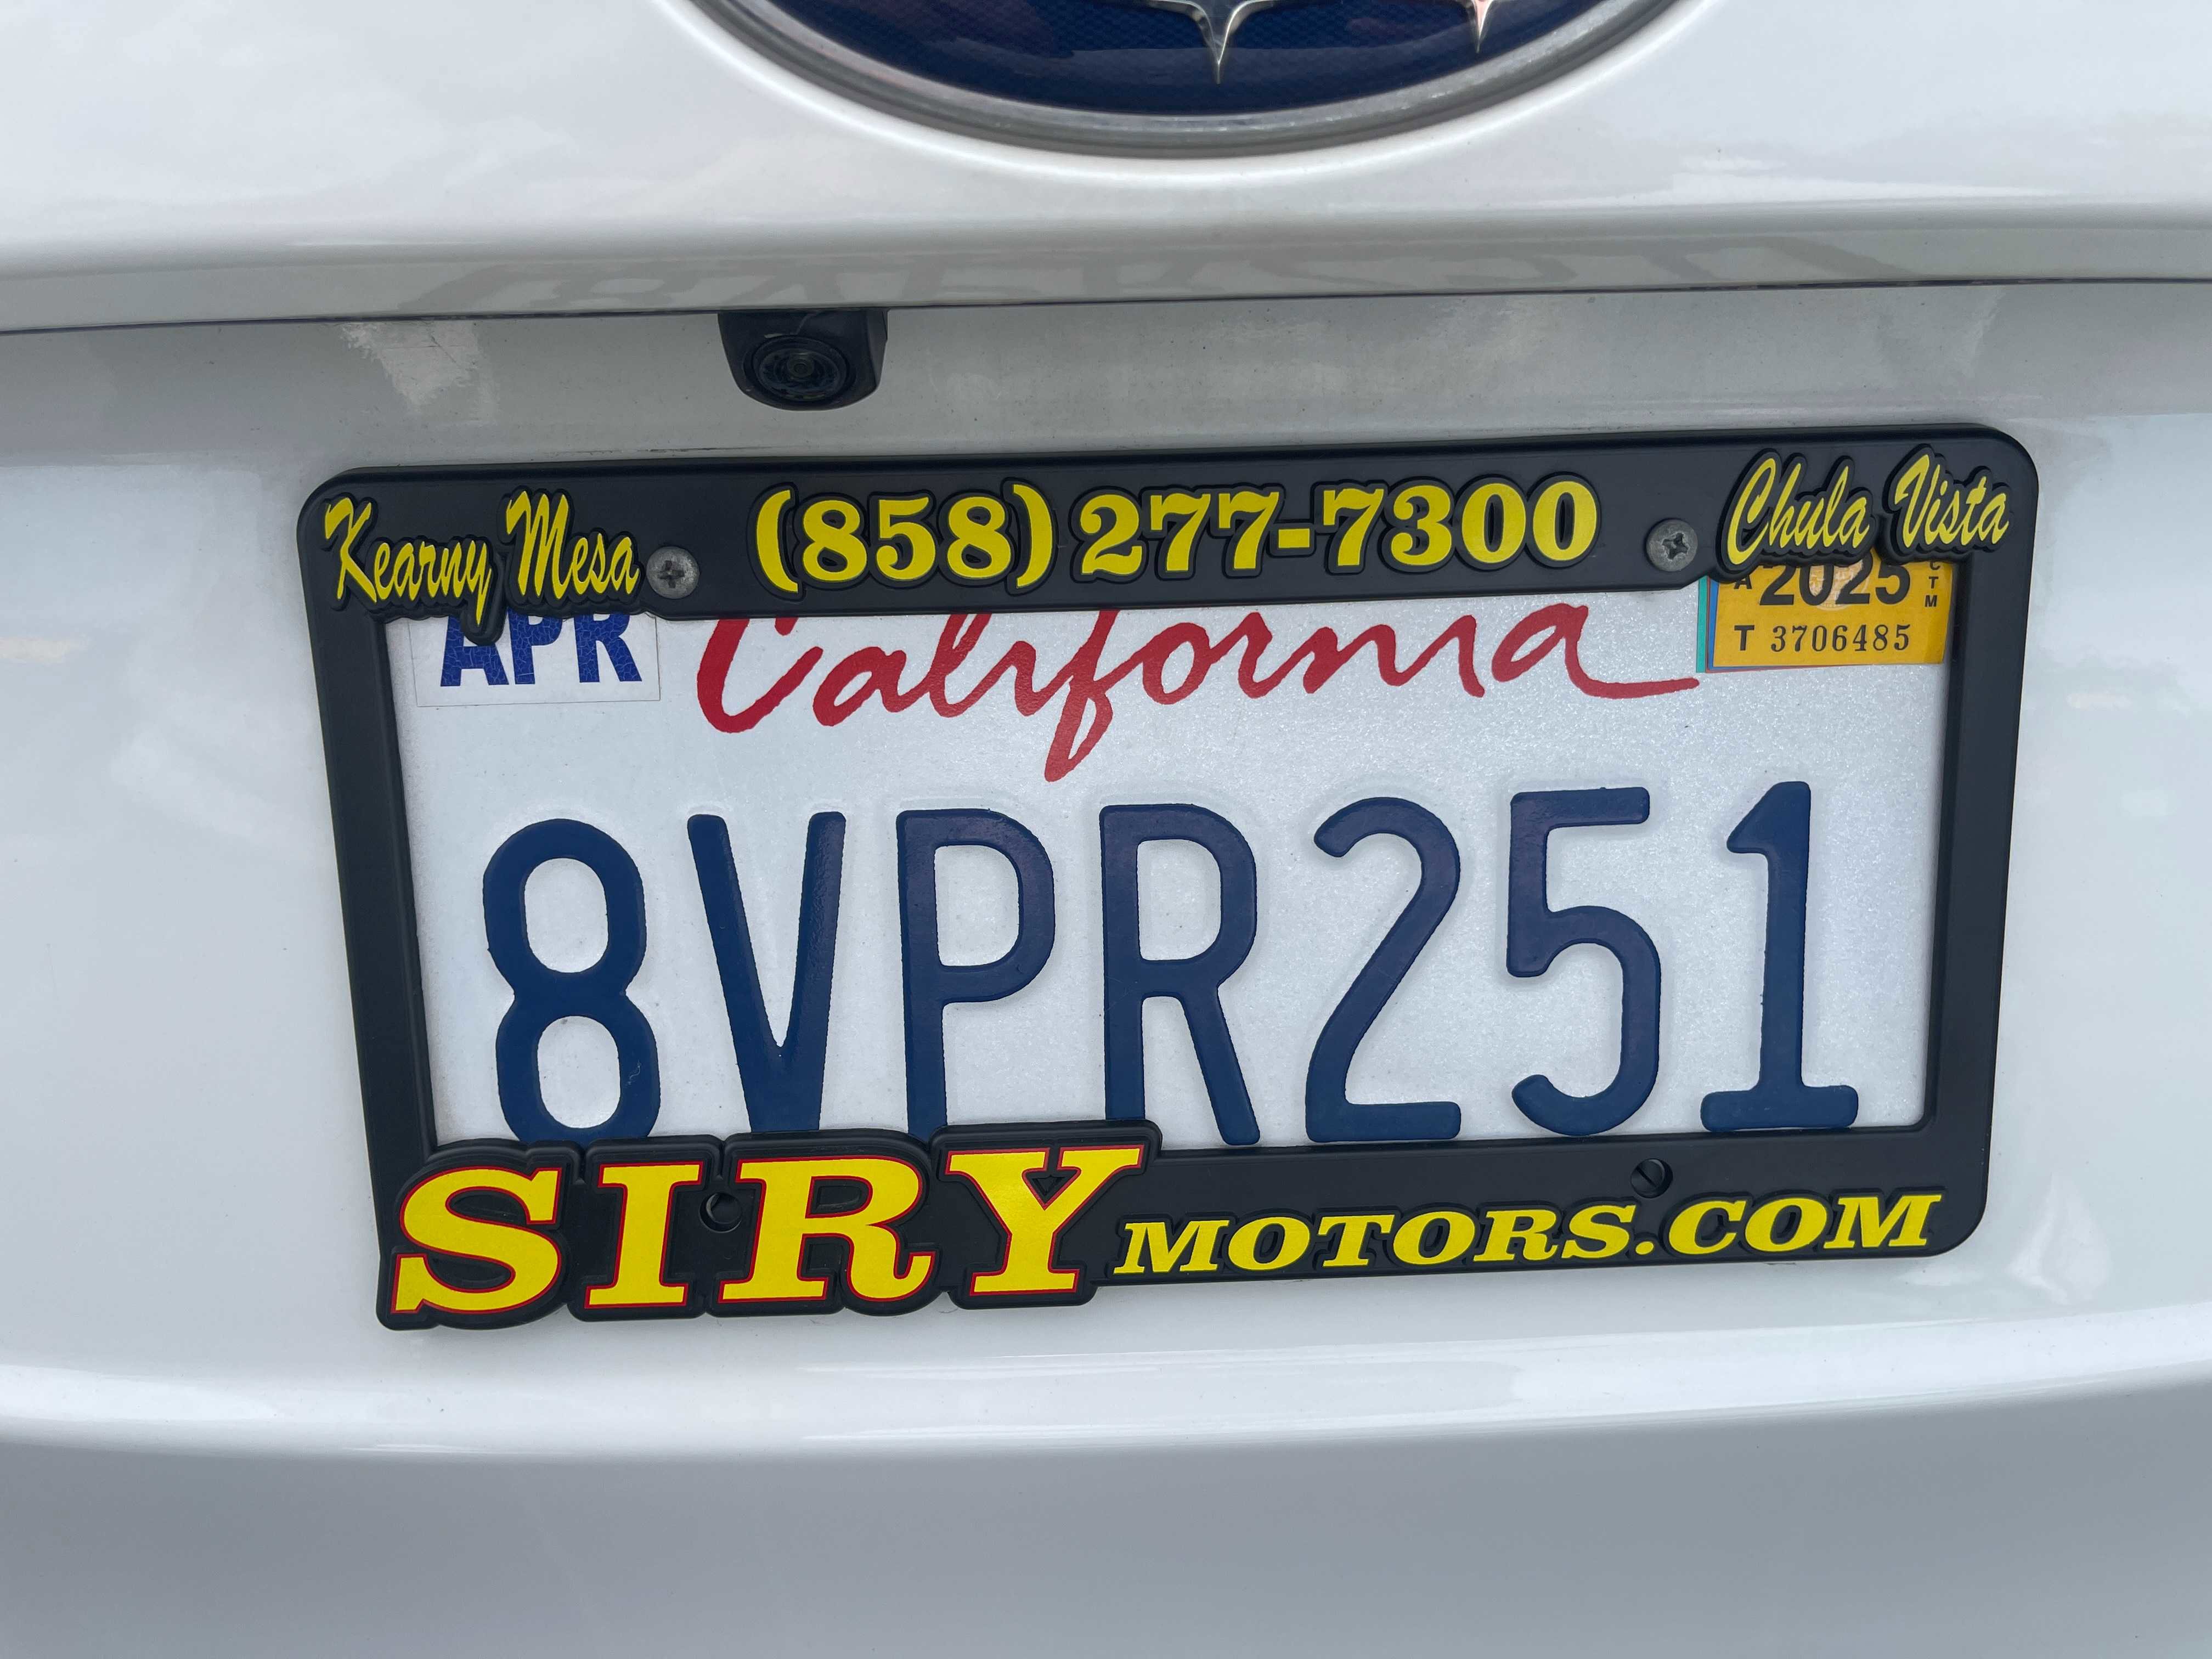 Kearny Mesa (858) 277-7300 Chula Vista
APR California 2025
T 3706485
8VPR251
SIRY MOTORS.COM